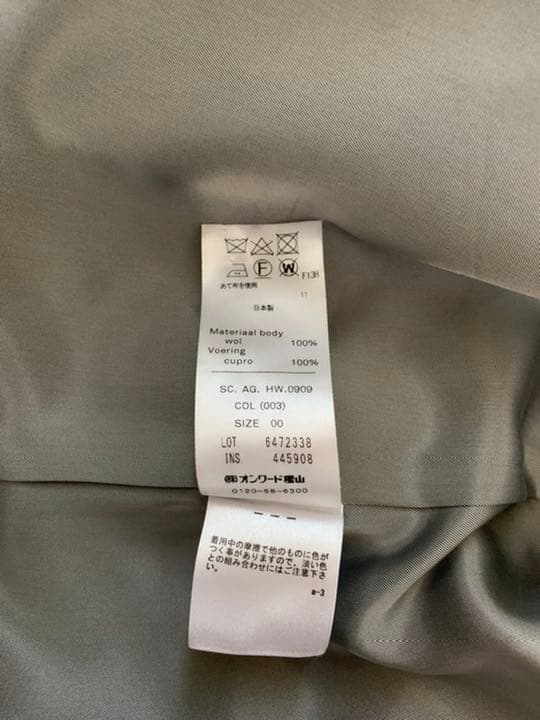 F W F13H
あて布を使用
11
日本製
Materiaal body
wol 100%
Voering
cupro 100%
SC. AG. HW.0909
COL (003)
SIZE 00
LOT 6472338
INS 445908
㈱オンワード樫山
0120-58-6300
---
着用中の摩擦で他のものに色が
つく事がありますので、淡い色
との組み合わせにはご注意下さ
い。
a-3